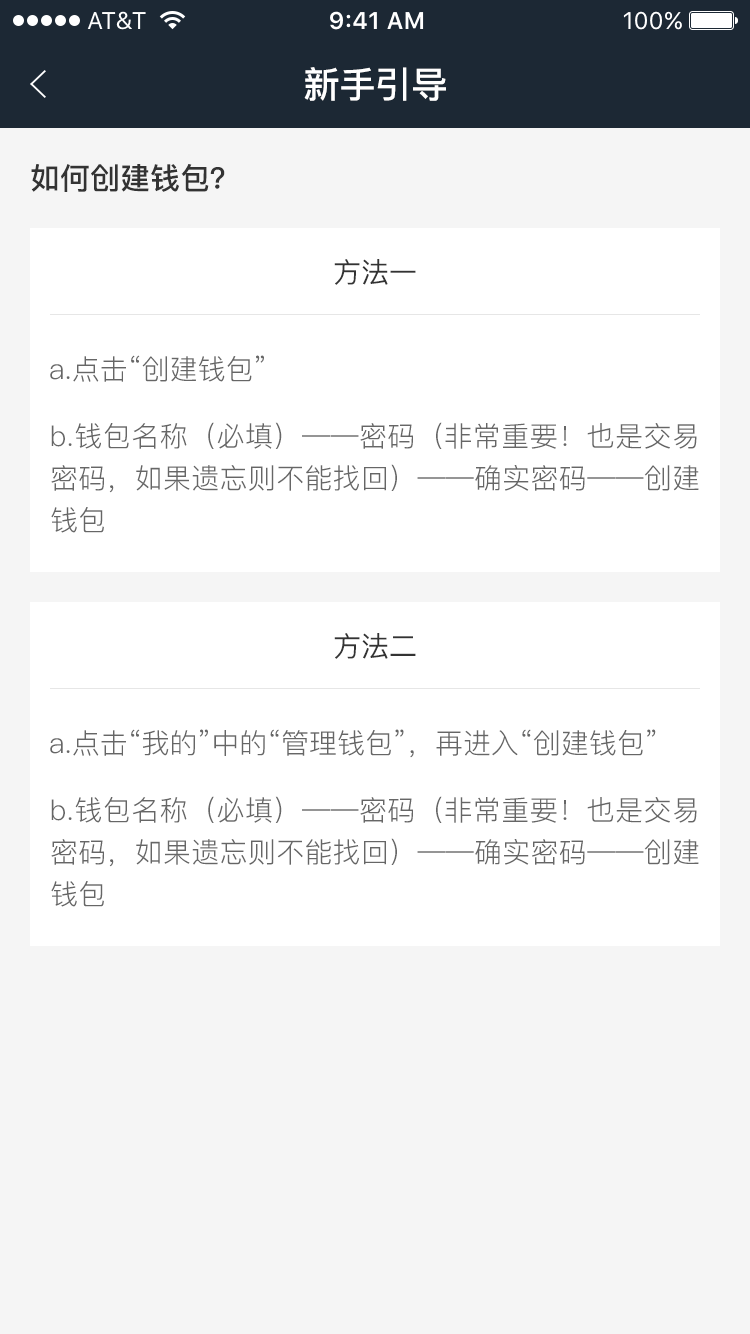 AT&T 9:41 AM 100%
新手引导
如何创建钱包?
方法一
a.点击“创建钱包”
b.钱包名称（必填）——密码（非常重要！也是交易
密码，如果遗忘则不能找回）——确实密码——创建
钱包
方法二
a.点击“我的”中的“管理钱包”，再进入“创建钱包”
b.钱包名称（必填）——密码（非常重要！也是交易
密码，如果遗忘则不能找回）——确实密码——创建
钱包